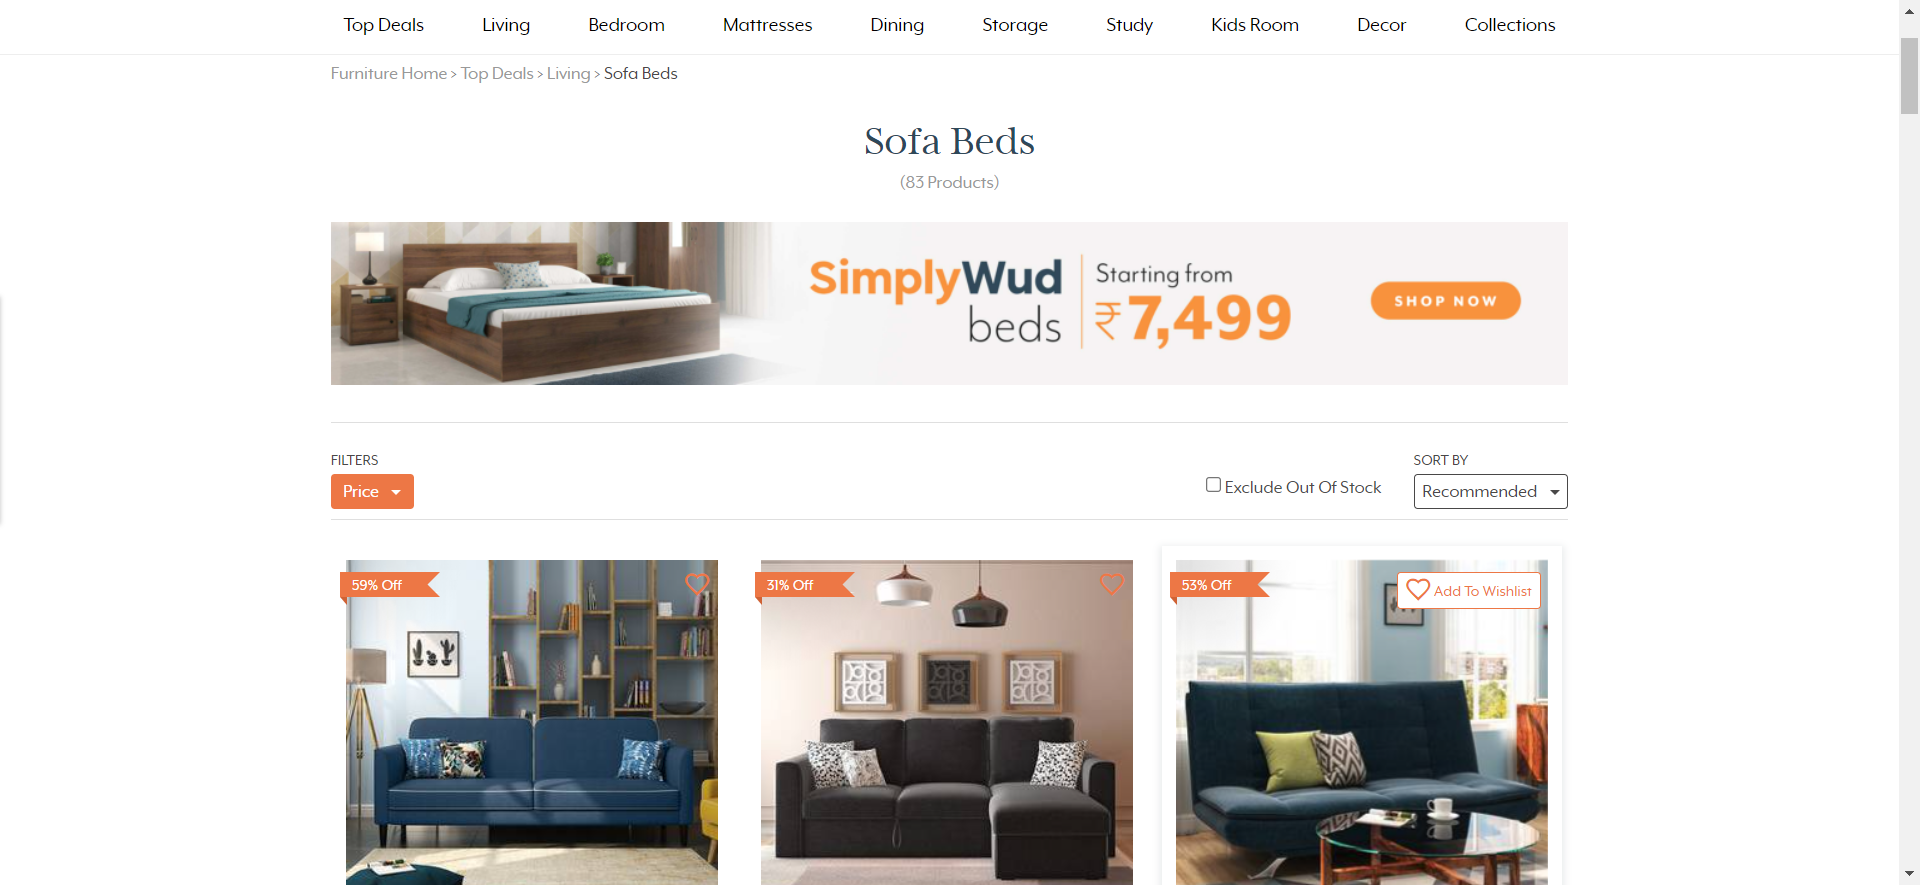 Top Deals Living Bedroom Mattresses Dining Storage Study Kids Room Decor Collections
Furniture Home > Top Deals > Living > Sofa Beds
Sofa Beds
(83 Products)
SimplyWud
beds
Starting from
₹7,499
SHOP NOW
FILTERS
Price
Exclude Out Of Stock
SORT BY
Recommended
59% Off
31% Off
53% Off
Add To Wishlist